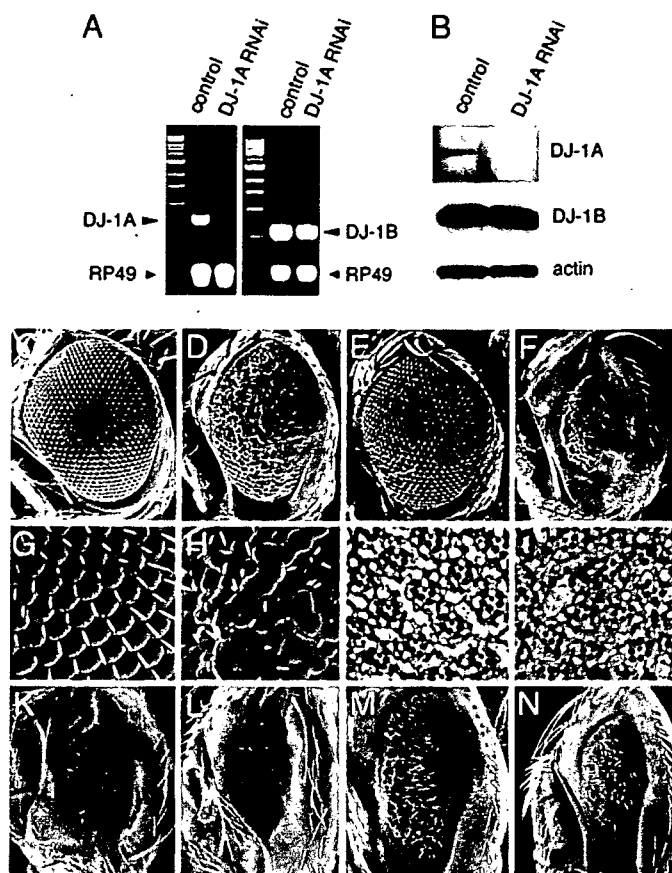 A
B
control
DJ-1A RNAi
control
DJ-1A RNAi
control
DJ-1A RNAi
DJ-1A
DJ-1A
DJ-1B
DJ-1B
RP49
RP49
actin
C
D
E
F
G
H
K
L
M
N